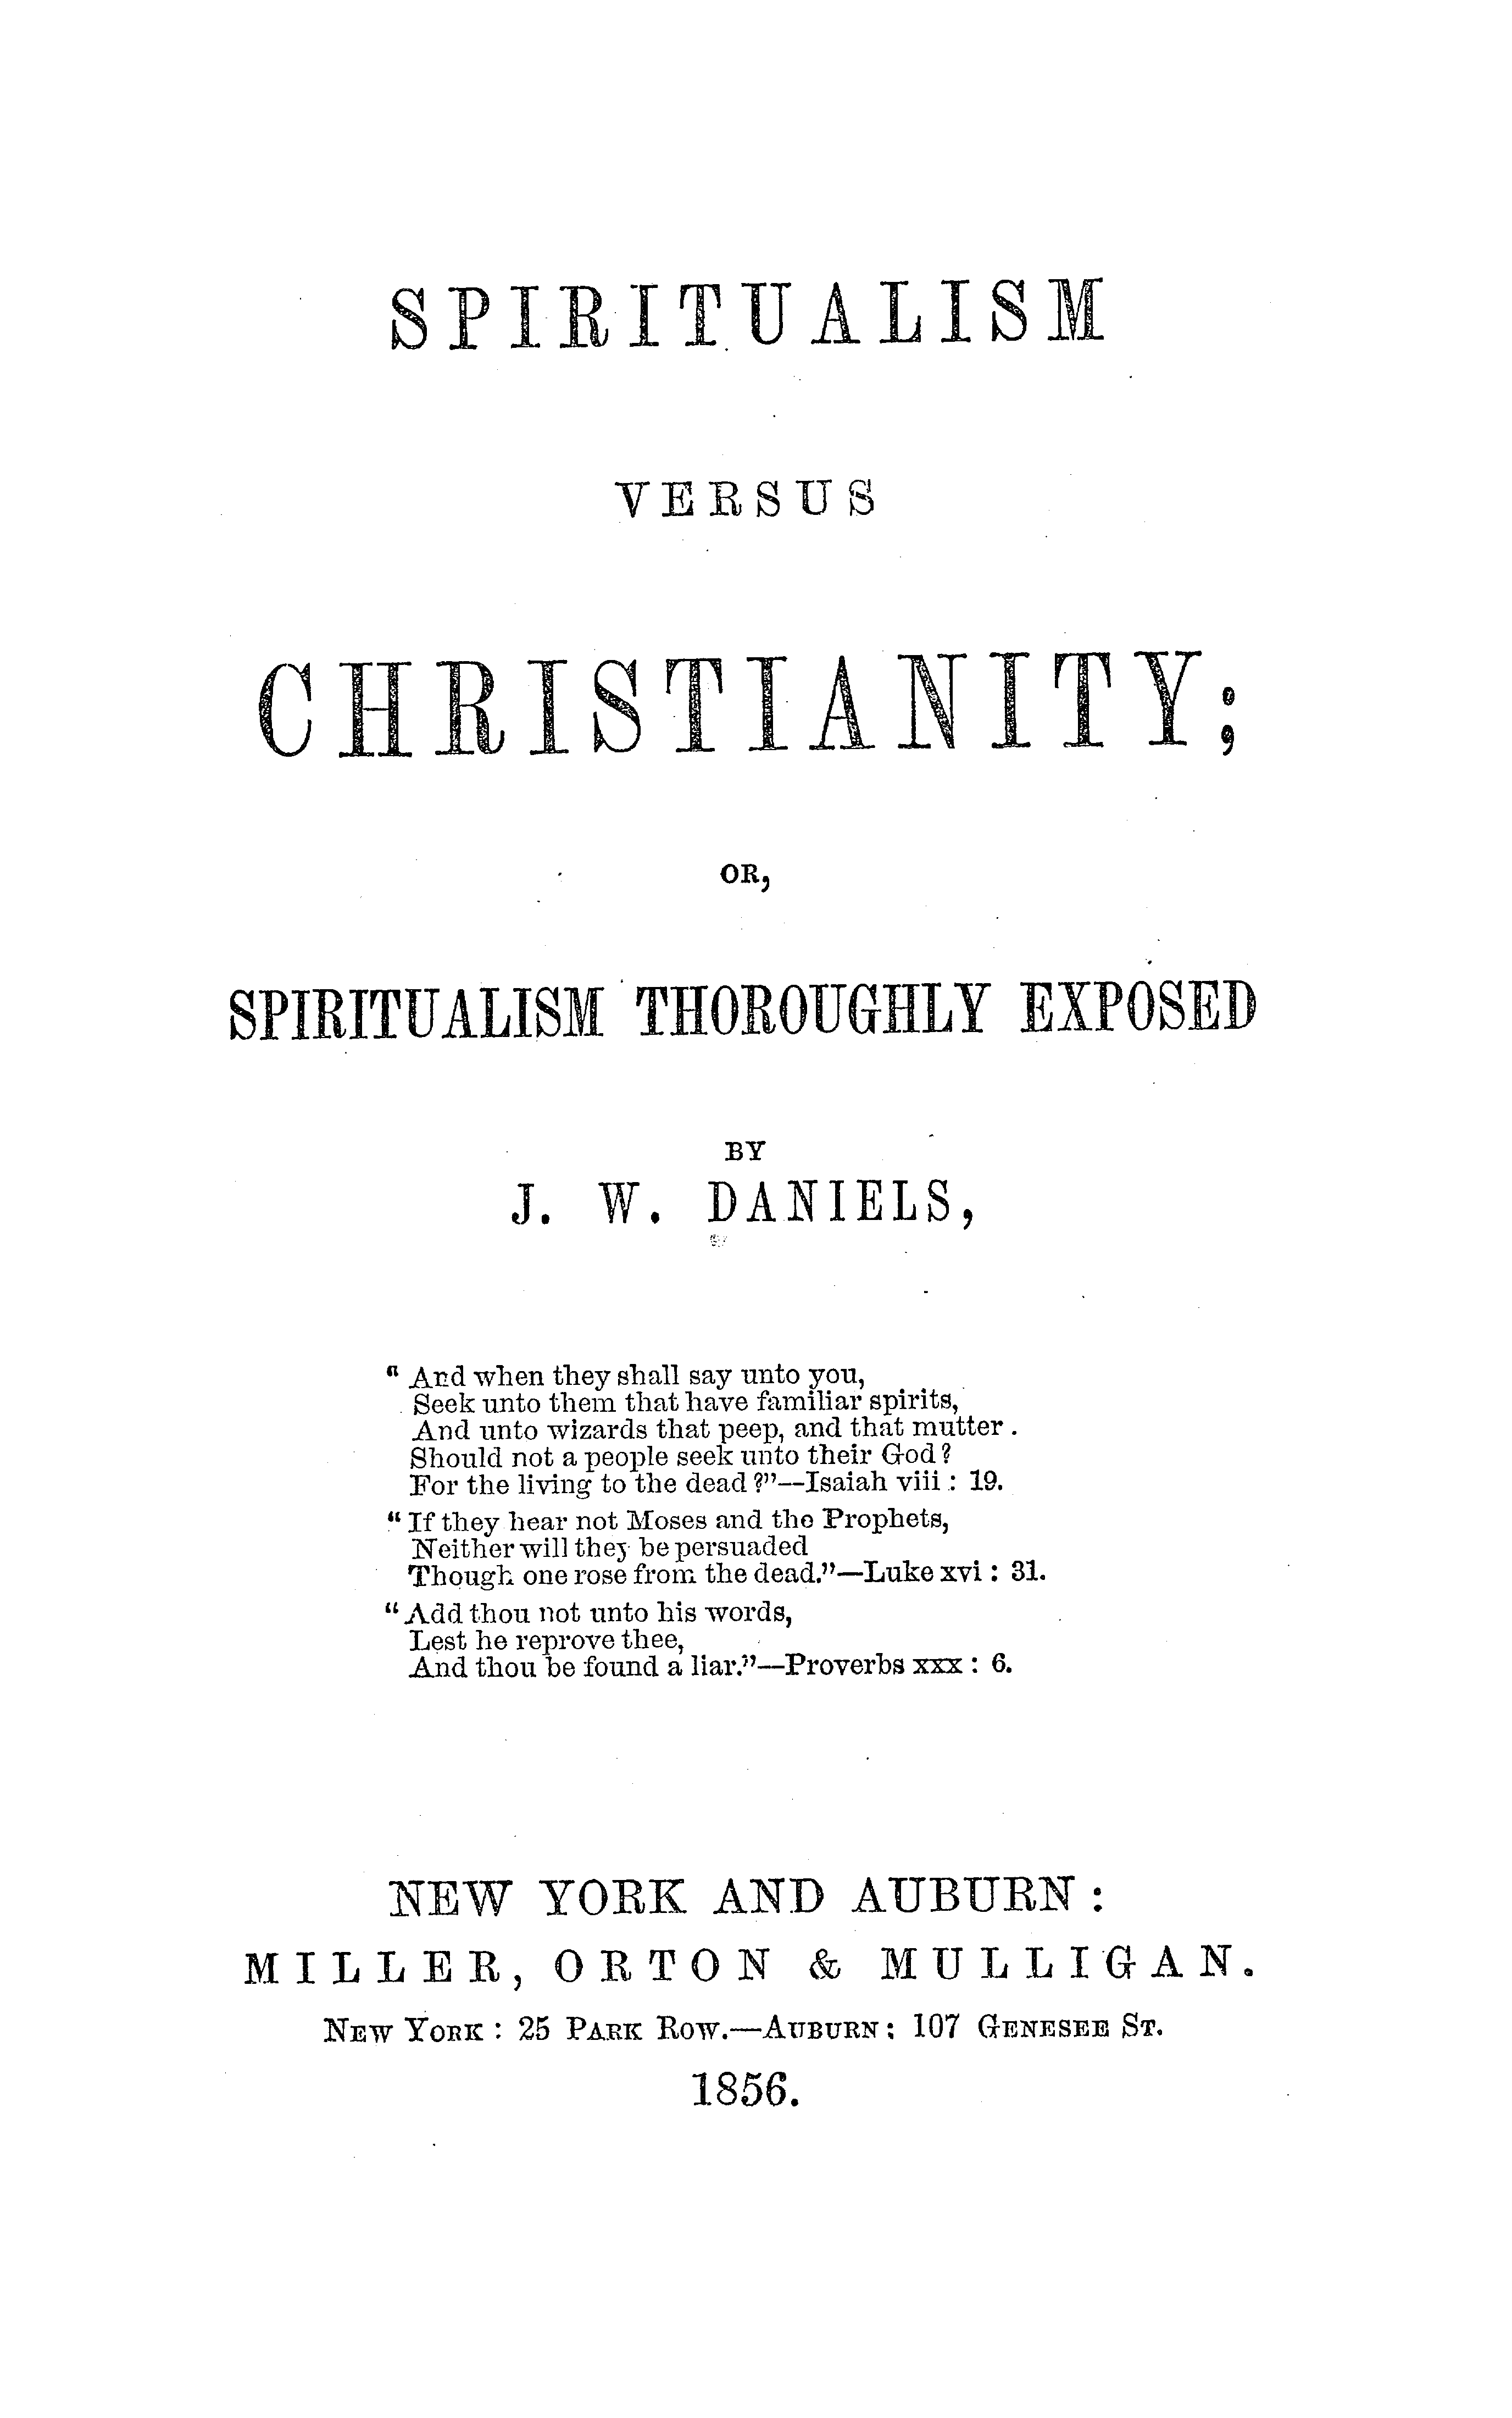 SPIRITUALISM
VERSUS
CHRISTIANITY;
OR,
SPIRITUALISM THOROUGHLY EXPOSED
BY
J. W. DANIELS,
“ And when they shall say unto you,
Seek unto them that have familiar spirits,
And unto wizards that peep, and that mutter .
Should not a people seek unto their God?
For the living to the dead?”—Isaiah viii: 19.
“If they hear not Moses and the Prophets,
Neither will they be persuaded
Though one rose from the dead.”—Luke xvi: 31.
“Add thou not unto his words,
Lest he reprove thee,
And thou be found a liar.”—Proverbs xxx: 6.
NEW YORK AND AUBURN:
MILLER, ORTON & MULLIGAN.
NEW YORK: 25 PARK ROW.—AUBURN: 107 GENESEE ST.
1856.